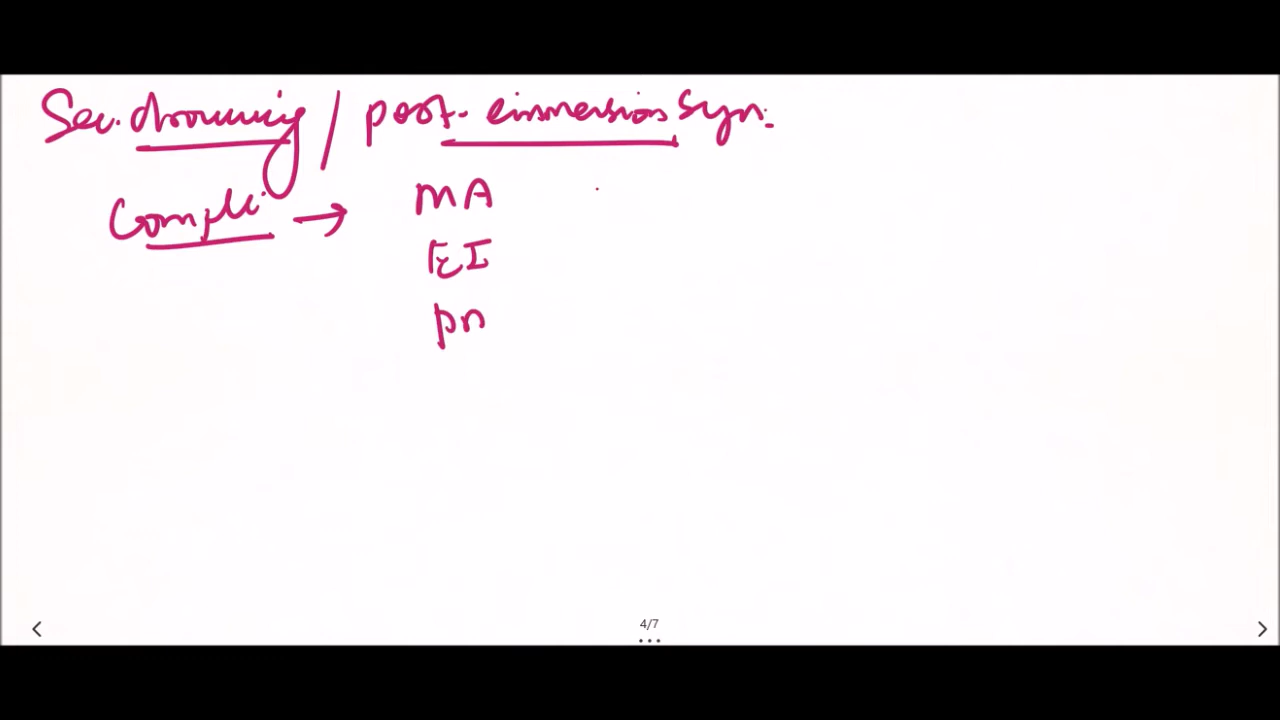 Sec. drowning / post-immersion Syn.
Compli → MA
EI
pn
4/7